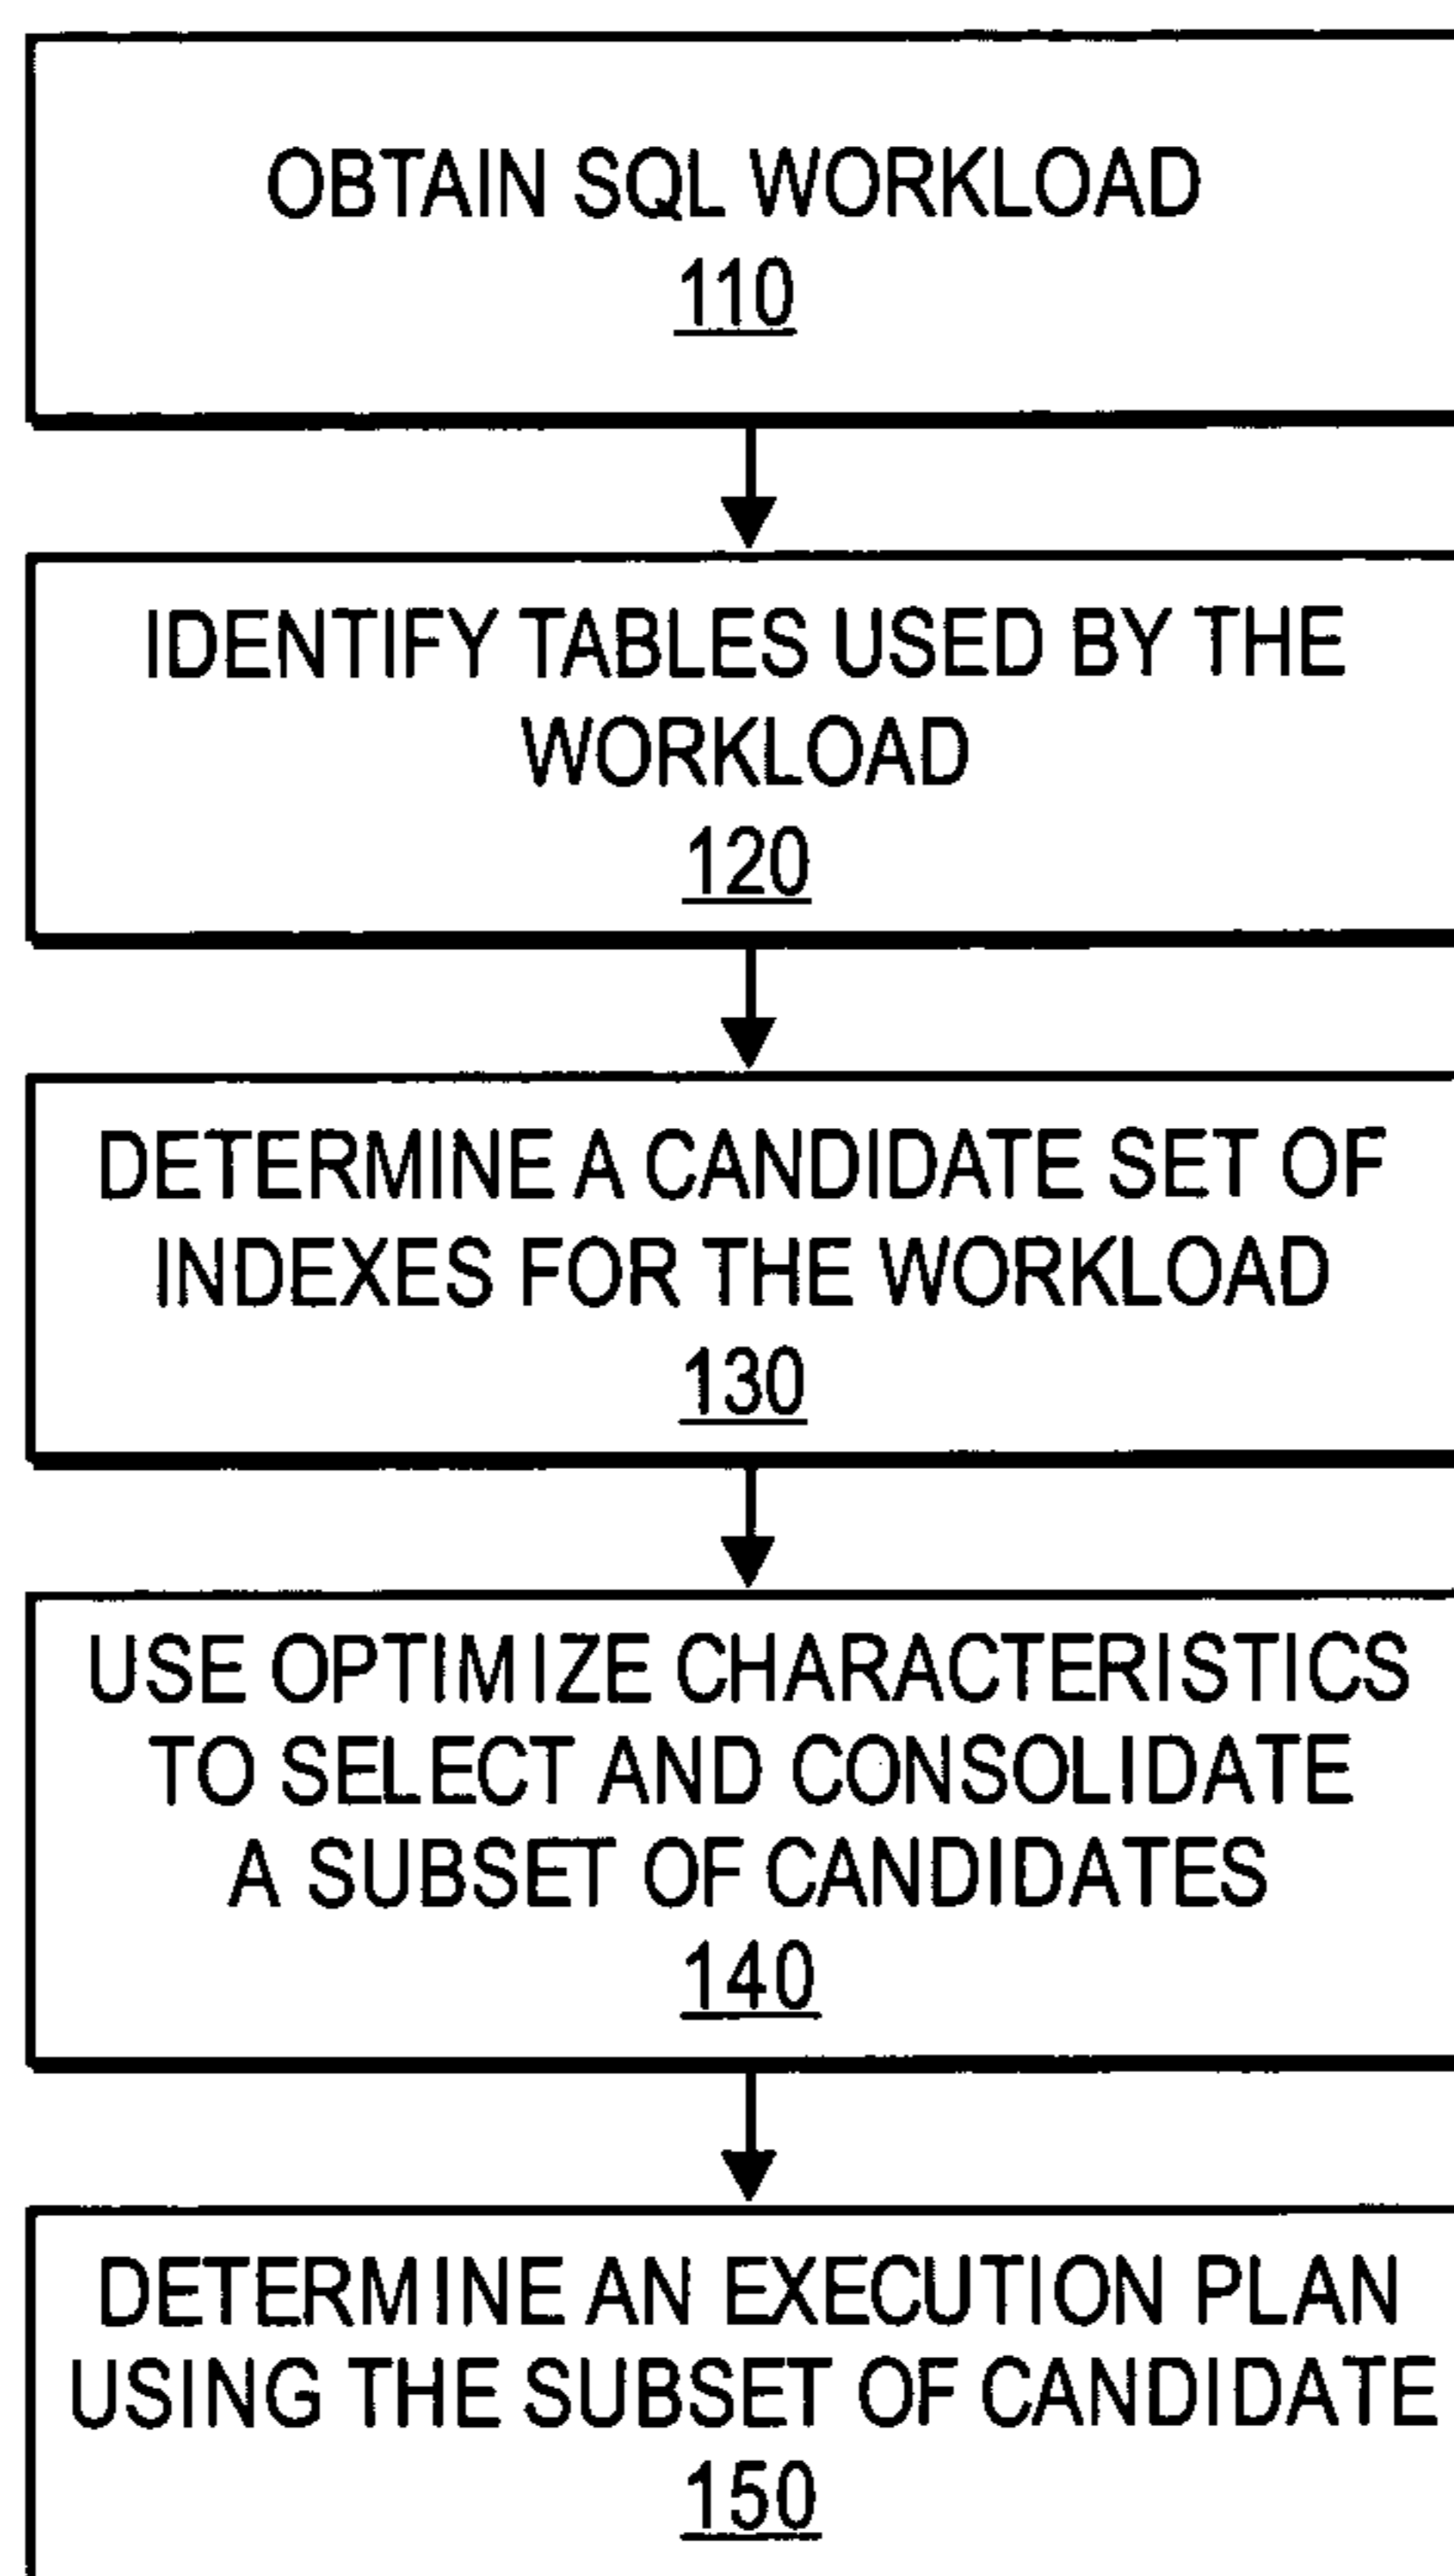 OBTAIN SQL WORKLOAD
110
IDENTIFY TABLES USED BY THE
WORKLOAD
120
DETERMINE A CANDIDATE SET OF
INDEXES FOR THE WORKLOAD
130
USE OPTIMIZE CHARACTERISTICS
TO SELECT AND CONSOLIDATE
A SUBSET OF CANDIDATES
140
DETERMINE AN EXECUTION PLAN
USING THE SUBSET OF CANDIDATE
150